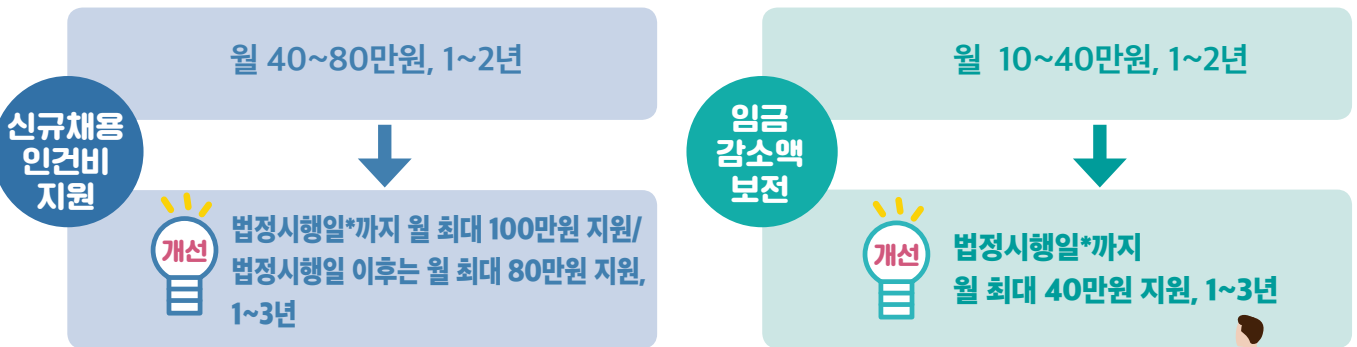 신규채용
인건비
지원
월 40~80만원, 1~2년
개선
법정시행일*까지 월 최대 100만원 지원/
법정시행일 이후는 월 최대 80만원 지원,
1~3년
임금
감소액
보전
월 10~40만원, 1~2년
개선
법정시행일*까지
월 최대 40만원 지원, 1~3년